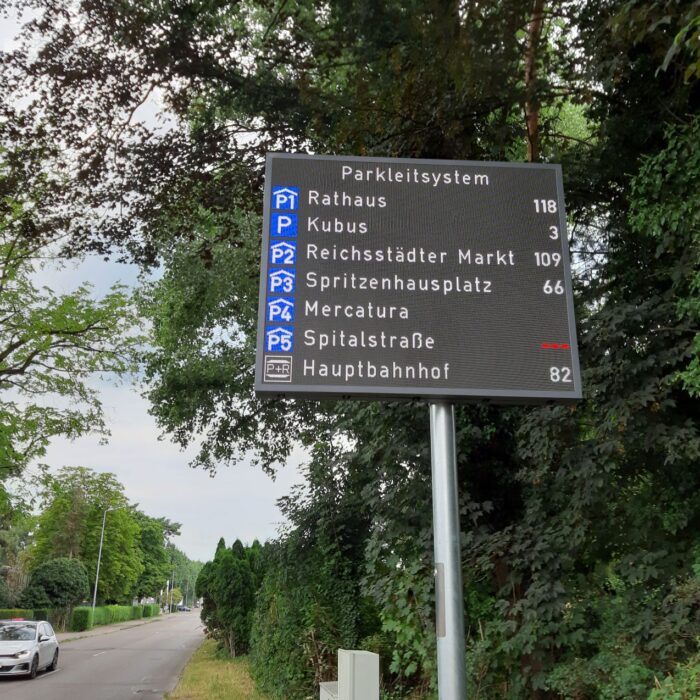 Parkleitsystem
P1 Rathaus 118
P Kubus 3
P2 Reichsstädter Markt 109
P3 Spritzenhausplatz 66
P4 Mercatura
P5 Spitalstraße ---
P+R Hauptbahnhof 82